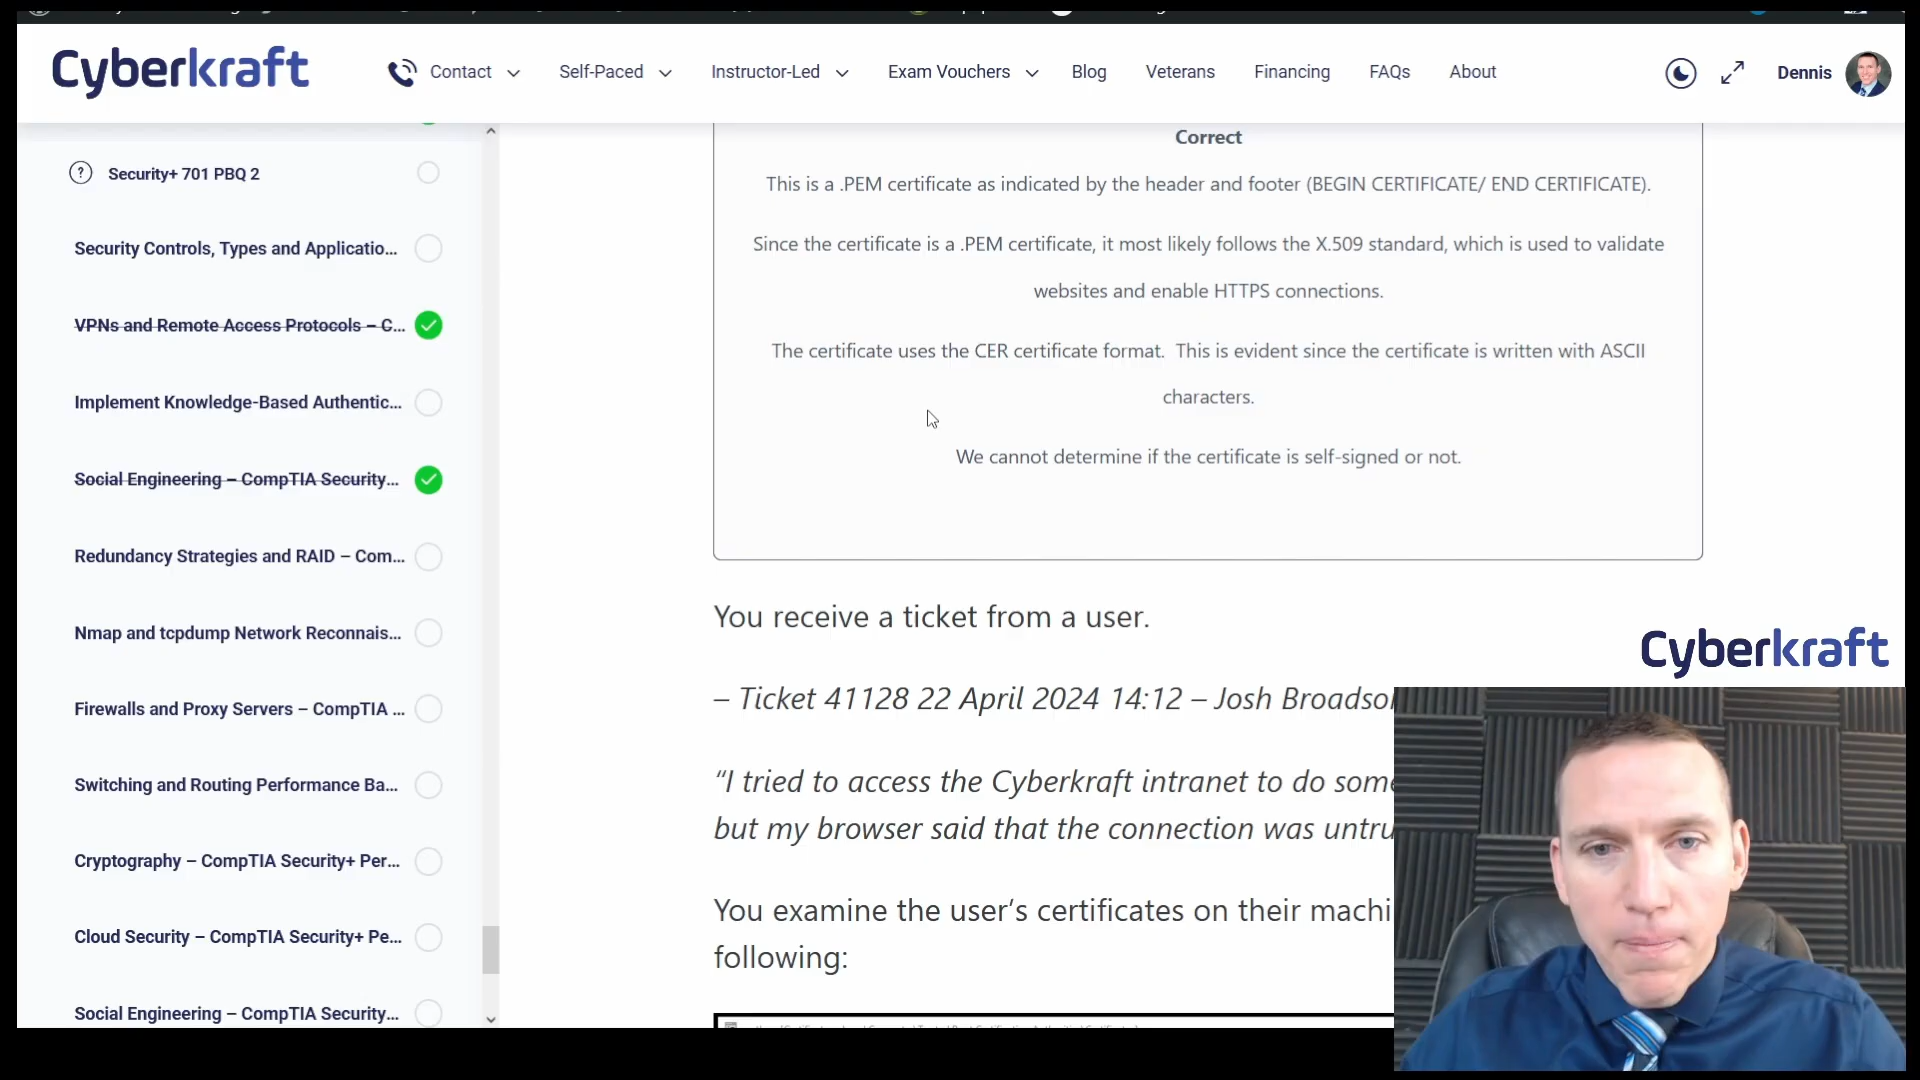 Cyberkraft
Contact
Self-Paced
Instructor-Led
Exam Vouchers
Blog
Veterans
Financing
FAQs
About
Dennis
Security+ 701 PBQ 2
Security Controls, Types and Applicatio...
VPNs and Remote Access Protocols – C...
Implement Knowledge-Based Authentic...
Social Engineering – CompTIA Security...
Redundancy Strategies and RAID – Com...
Nmap and tcpdump Network Reconnais...
Firewalls and Proxy Servers – CompTIA ...
Switching and Routing Performance Ba...
Cryptography – CompTIA Security+ Per...
Cloud Security – CompTIA Security+ Pe...
Social Engineering – CompTIA Security...
Correct
This is a .PEM certificate as indicated by the header and footer (BEGIN CERTIFICATE/ END CERTIFICATE).
Since the certificate is a .PEM certificate, it most likely follows the X.509 standard, which is used to validate
websites and enable HTTPS connections.
The certificate uses the CER certificate format. This is evident since the certificate is written with ASCII
characters.
We cannot determine if the certificate is self-signed or not.
You receive a ticket from a user.
– Ticket 41128 22 April 2024 14:12 – Josh Broadso
“I tried to access the Cyberkraft intranet to do some
but my browser said that the connection was untru
You examine the user’s certificates on their machi
following:
Cyberkraft